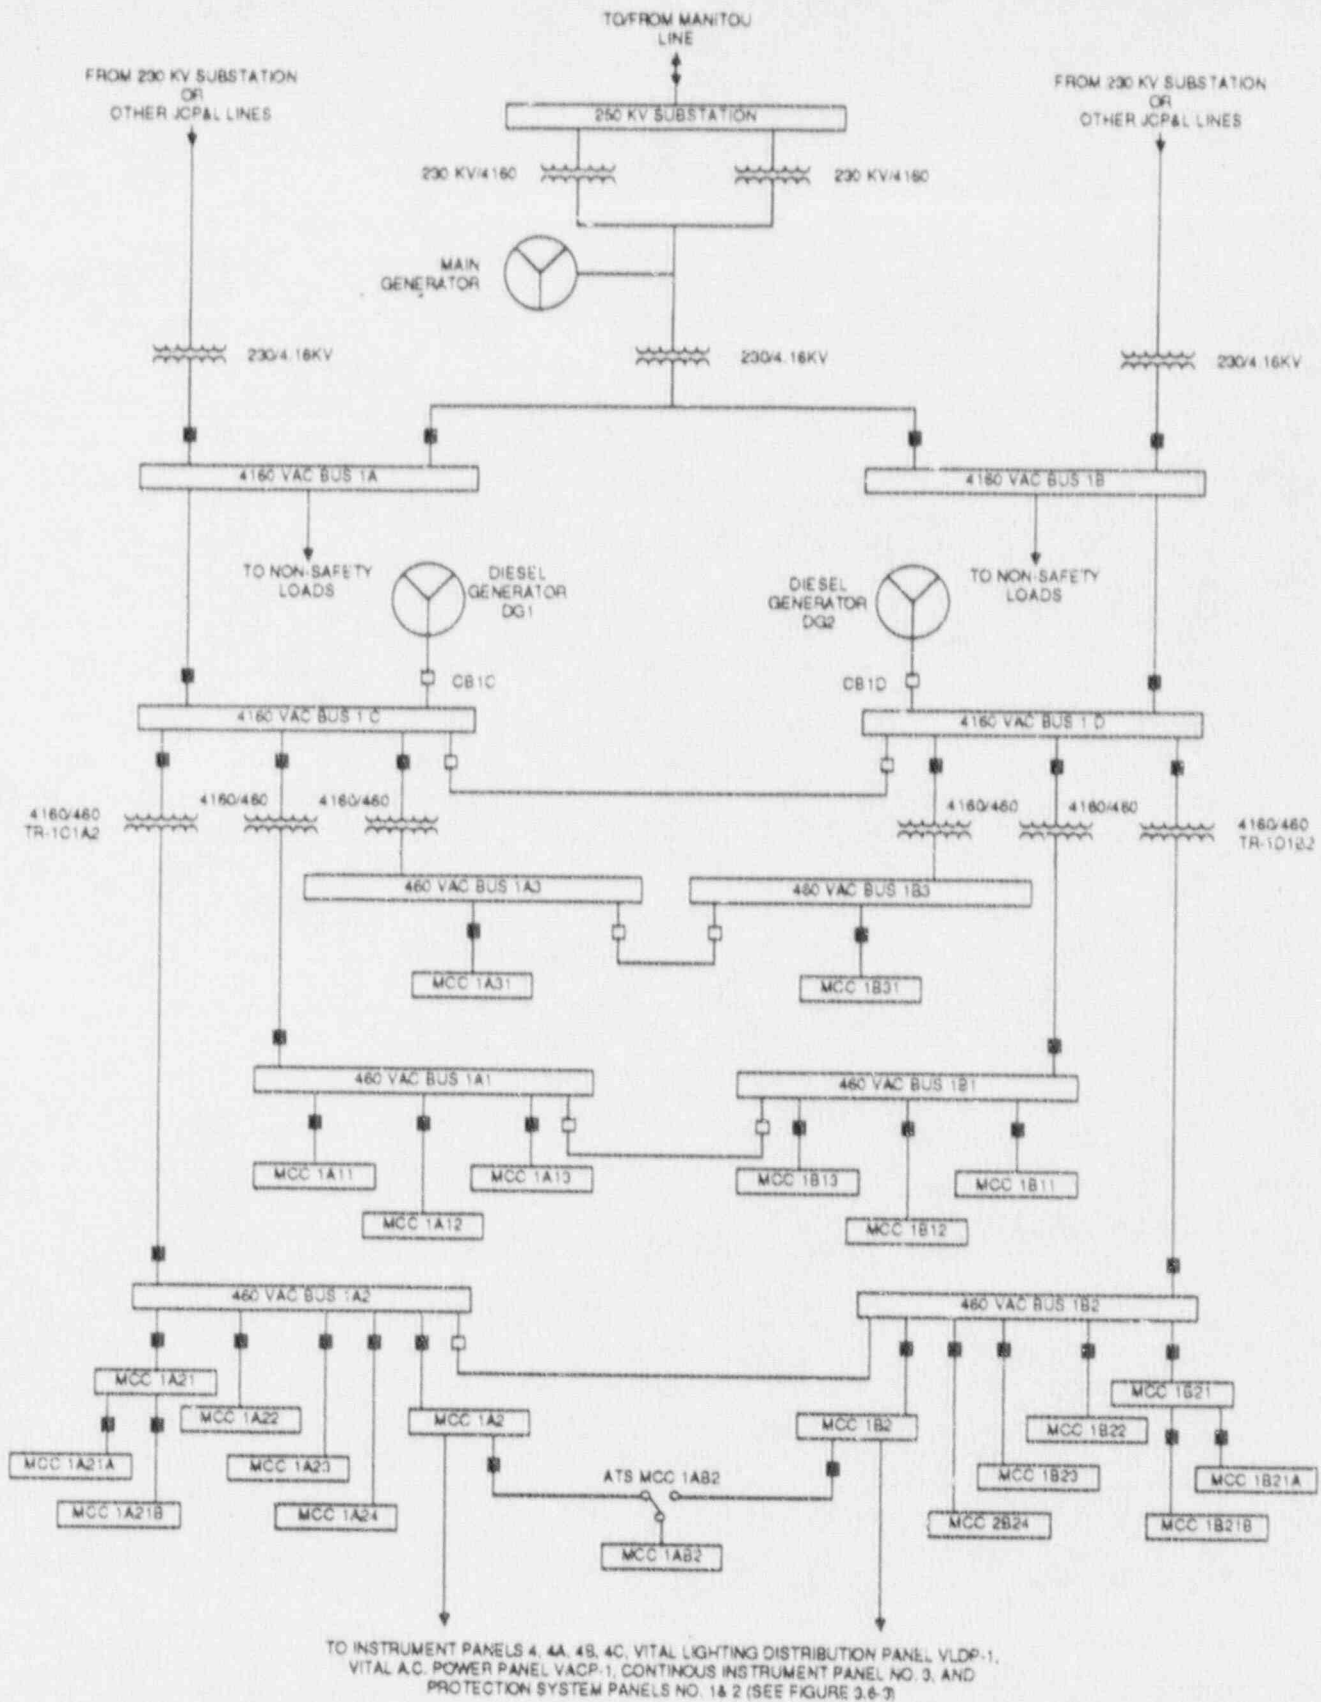 TO/FROM MANITOU
LINE
FROM 230 KV SUBSTATION
OR
OTHER JCP&L LINES
FROM 230 KV SUBSTATION
OR
OTHER JCP&L LINES
250 KV SUBSTATION
230 KV/4160
230 KV/4160
MAIN
GENERATOR
230/4.16KV
230/4.16KV
230/4.16KV
4160 VAC BUS 1A
4160 VAC BUS 1B
TO NON-SAFETY
LOADS
DIESEL
GENERATOR
DG1
DIESEL
GENERATOR
DG2
TO NON-SAFETY
LOADS
CB1C
CB1D
4160 VAC BUS 1 C
4160 VAC BUS 1 D
4160/460
TR-1C1A2
4160/460
4160/460
4160/460
4160/460
4160/460
TR-1D1B2
460 VAC BUS 1A3
460 VAC BUS 1B3
MCC 1A31
MCC 1B31
460 VAC BUS 1A1
460 VAC BUS 1B1
MCC 1A11
MCC 1A13
MCC 1B13
MCC 1B11
MCC 1A12
MCC 1B12
460 VAC BUS 1A2
460 VAC BUS 1B2
MCC 1A21
MCC 1B21
MCC 1A22
MCC 1A2
MCC 1B2
MCC 1B22
MCC 1A21A
MCC 1A23
ATS MCC 1AB2
MCC 1B23
MCC 1B21A
MCC 1A21B
MCC 1A24
MCC 2B24
MCC 1B21B
MCC 1AB2
TO INSTRUMENT PANELS 4, 4A, 4B, 4C, VITAL LIGHTING DISTRIBUTION PANEL VLDP-1,
VITAL A.C. POWER PANEL VACP-1, CONTINOUS INSTRUMENT PANEL NO. 3, AND
PROTECTION SYSTEM PANELS NO. 1& 2 (SEE FIGURE 3.6-3)